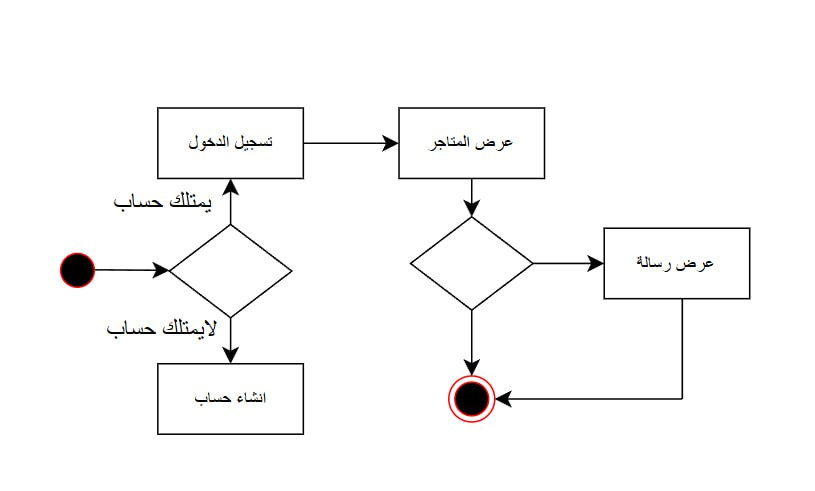 تسجيل الدخول
عرض المتاجر
يمتلك حساب
عرض رسالة
لايمتلك حساب
انشاء حساب